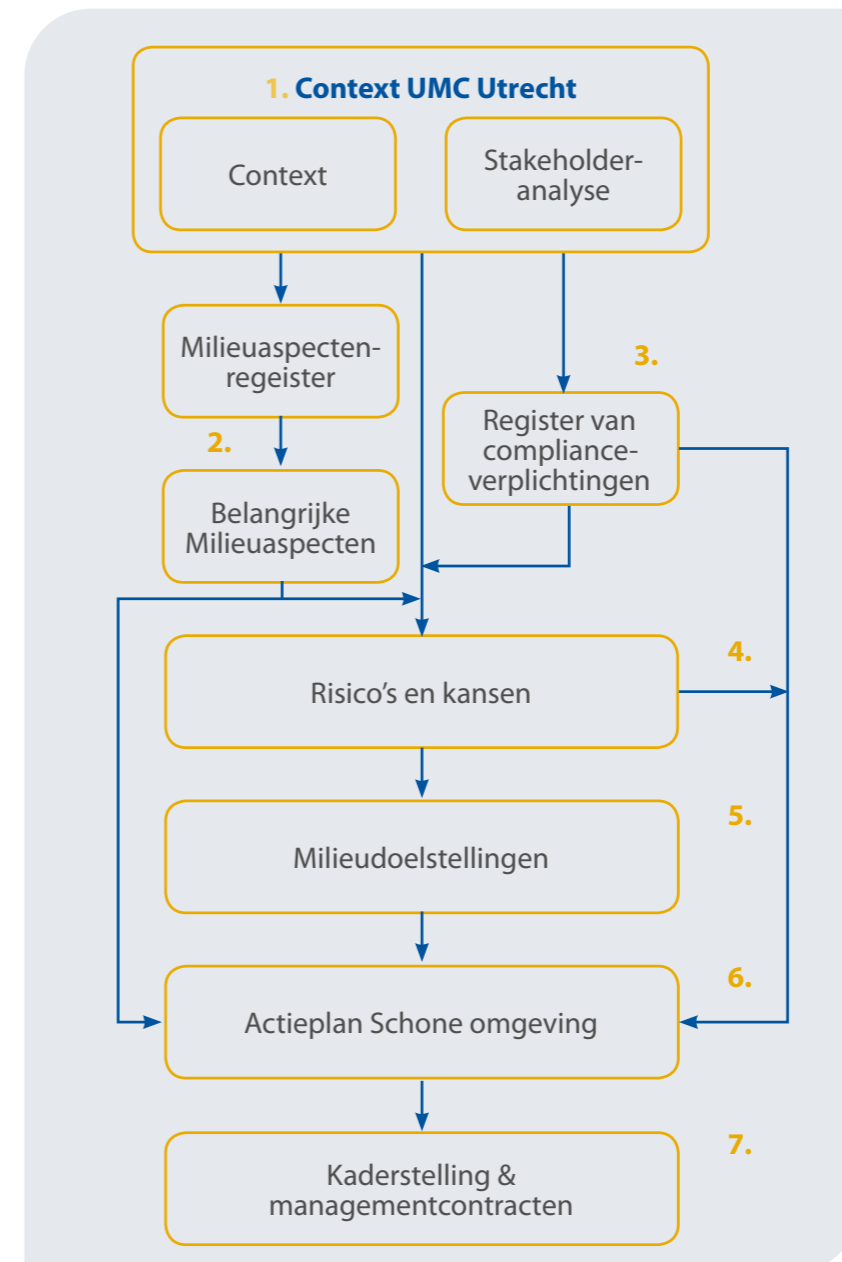 1. Context UMC Utrecht
Context
Stakeholder-
analyse
Milieuaspecten-
regeister
3.
2.
Register van
compliance-
verplichtingen
Belangrijke
Milieuaspecten
4.
Risico's en kansen
5.
Milieudoelstellingen
6.
Actieplan Schone omgeving
7.
Kaderstelling &
managementcontracten